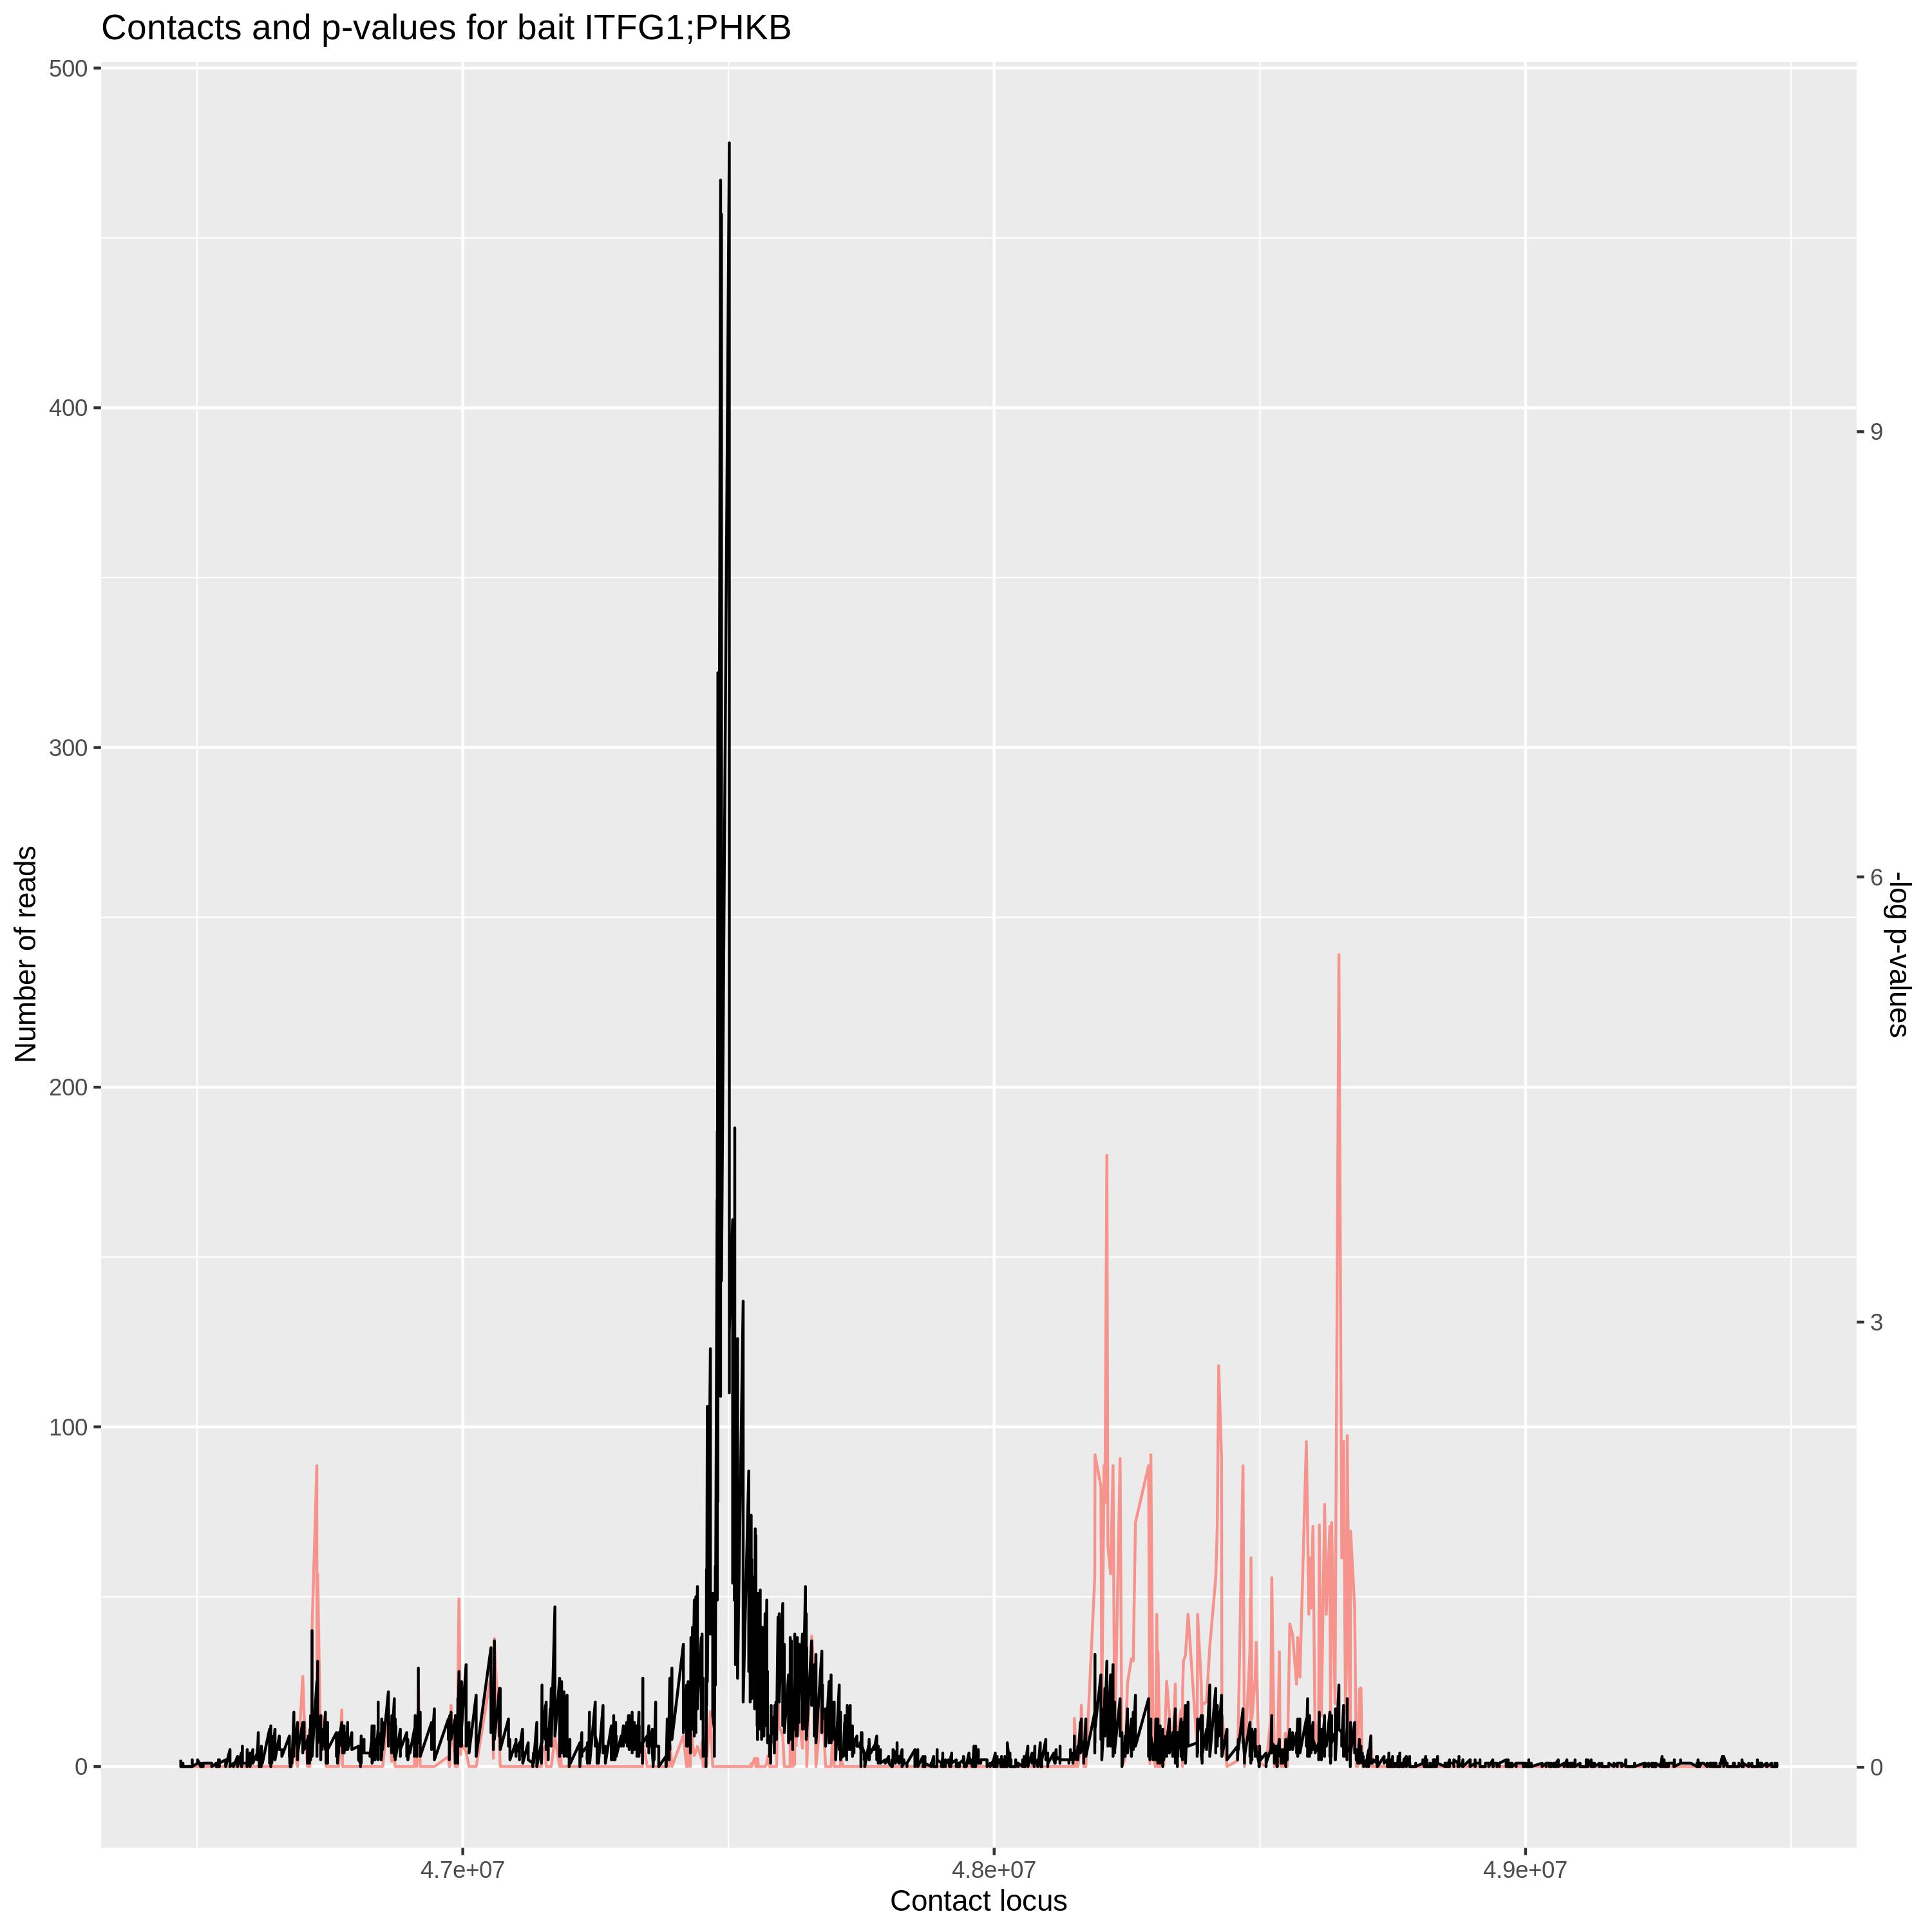 Contacts and p-values for bait ITFG1;PHKB
500
400
300
200
100
0
Number of reads
9
6
3
0
-log p-values
4.7e+07
4.8e+07
4.9e+07
Contact locus